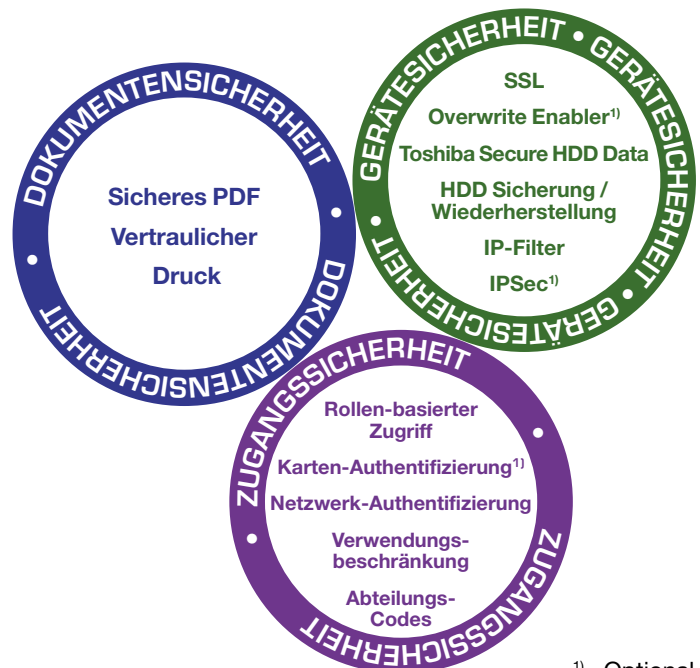 DOKUMENTENSICHERHEIT • DOKUMENTENSICHERHEIT •
Sicheres PDF
Vertraulicher
Druck
GERÄTESICHERHEIT • GERÄTESICHERHEIT • GERÄTESICHERHEIT •
SSL
Overwrite Enabler¹⁾
Toshiba Secure HDD Data
HDD Sicherung /
Wiederherstellung
IP-Filter
IPSec¹⁾
ZUGANGSSICHERHEIT • ZUGANGSSICHERHEIT •
Rollen-basierter
Zugriff
Karten-Authentifizierung¹⁾
Netzwerk-Authentifizierung
Verwendungs-
beschränkung
Abteilungs-
Codes
¹⁾ Optional